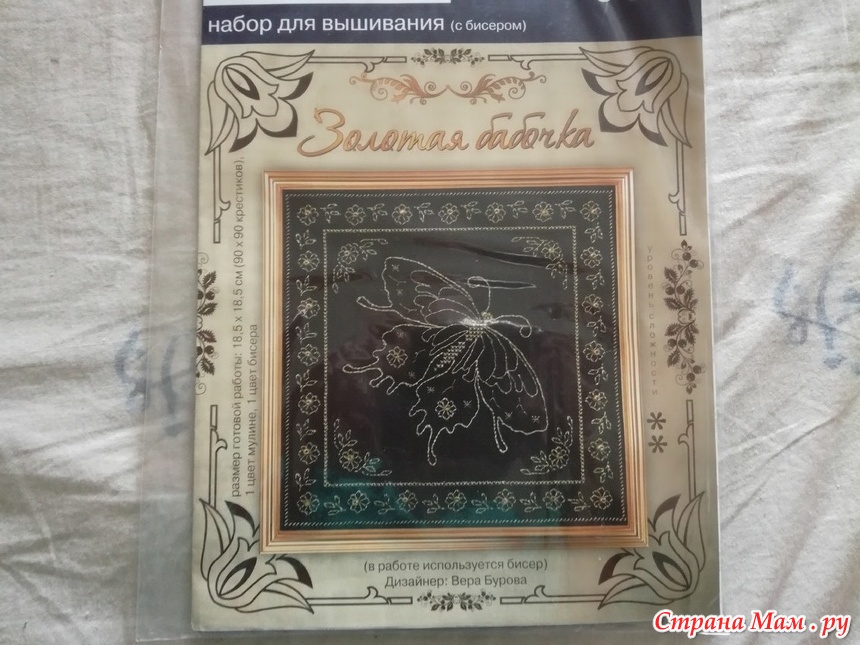 набор для вышивания (с бисером)
Золотая бабочка
размер готовой работы: 18,5 х 18,5 см (90 х 90 крестиков),
1 цвет мулине, 1 цвет бисера
уровень сложности
**
(в работе используется бисер)
Дизайнер: Вера Бурова
Страна Мам.ру